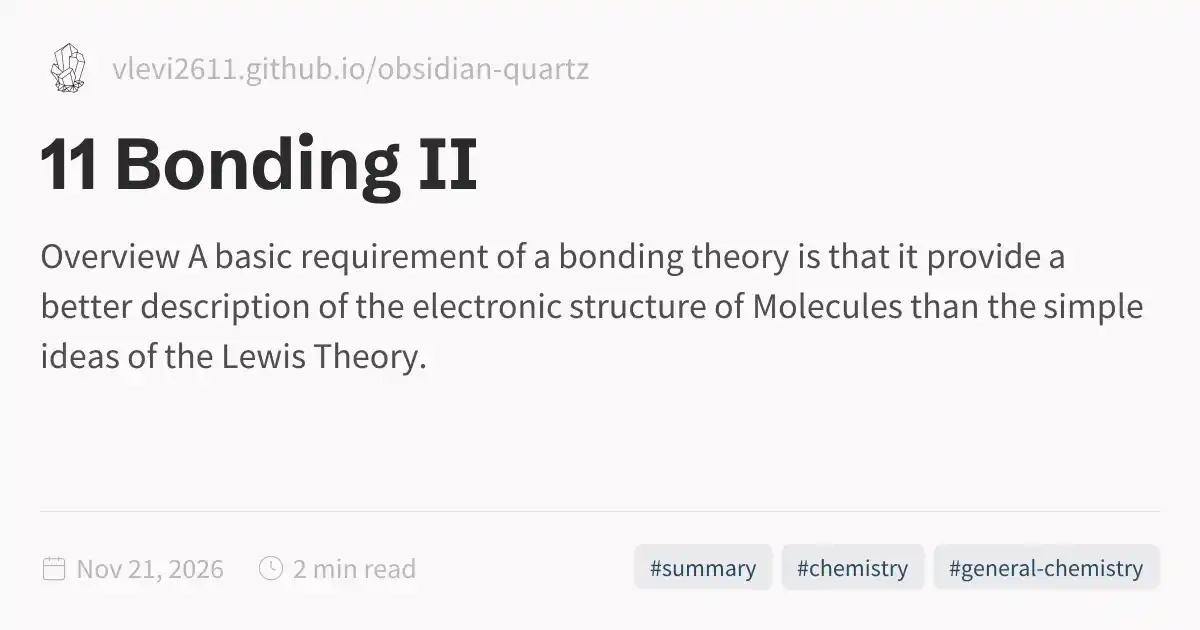 vlevi2611.github.io/obsidian-quartz
11 Bonding II
Overview A basic requirement of a bonding theory is that it provide a
better description of the electronic structure of Molecules than the simple
ideas of the Lewis Theory.
Nov 21, 2026 2 min read #summary #chemistry #general-chemistry